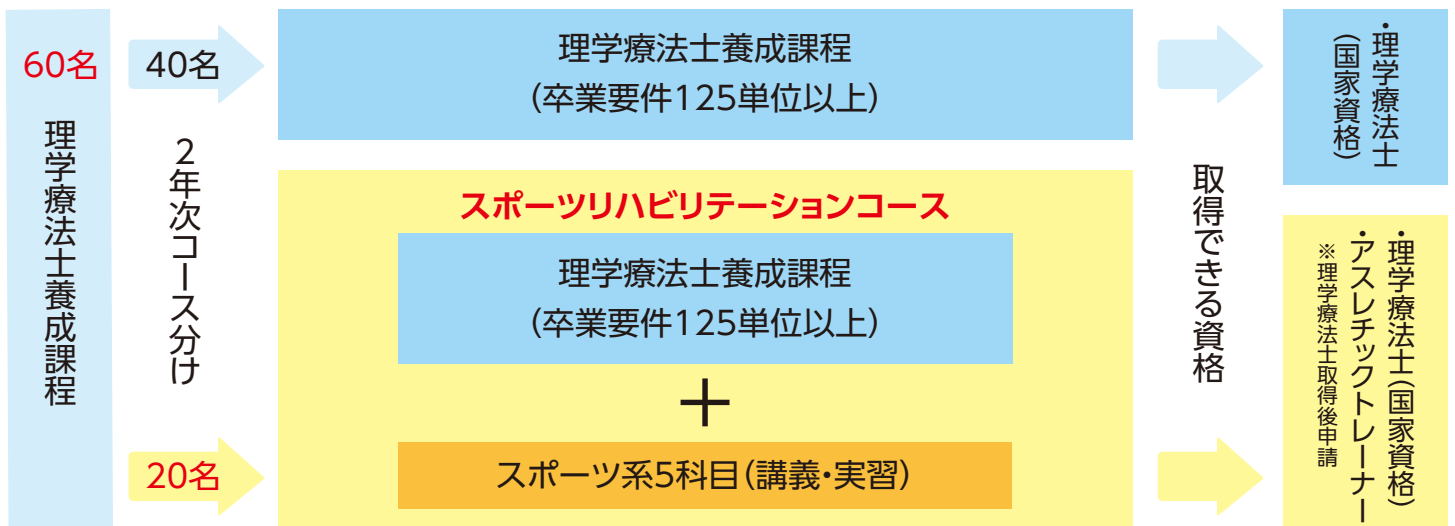 60名
理学療法士養成課程
40名
2年次コース分け
20名
理学療法士養成課程
(卒業要件125単位以上)
スポーツリハビリテーションコース
理学療法士養成課程
(卒業要件125単位以上)
+
スポーツ系5科目(講義・実習)
取得できる資格
・理学療法士
(国家資格)
・理学療法士(国家資格)
・アスレチックトレーナー
※理学療法士取得後申請